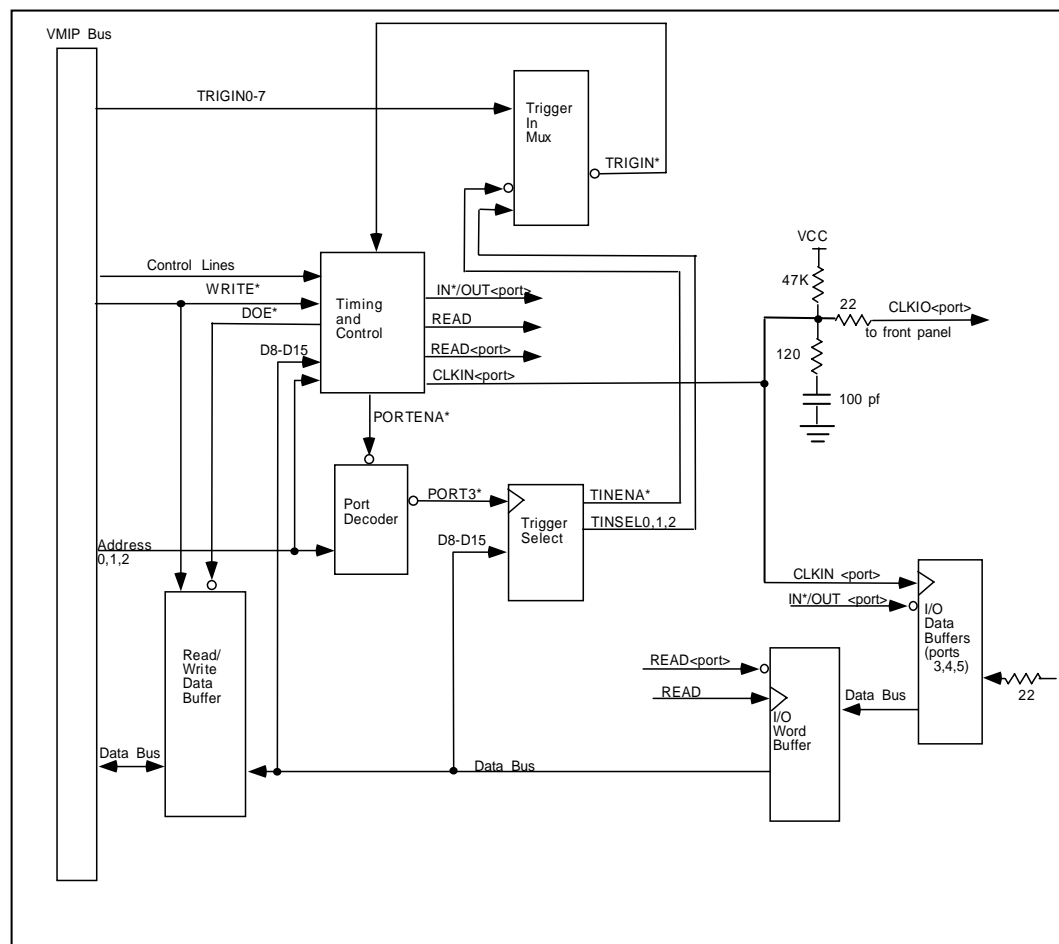 VMIP Bus
TRIGIN0-7
Trigger
In
Mux
TRIGIN*
VCC
47K
22
CLKIO<port>
to front panel
120
100 pf
Control Lines
WRITE*
DOE*
D8-D15
Timing
and
Control
IN*/OUT<port>
READ
READ<port>
CLKIN<port>
PORTENA*
Port
Decoder
PORT3*
Address
0,1,2
D8-D15
Trigger
Select
TINENA*
TINSEL0,1,2
CLKIN <port>
IN*/OUT <port>
I/O
Data
Buffers
(ports
3,4,5)
22
Read/
Write
Data
Buffer
READ<port>
READ
I/O
Word
Buffer
Data Bus
Data Bus
Data Bus